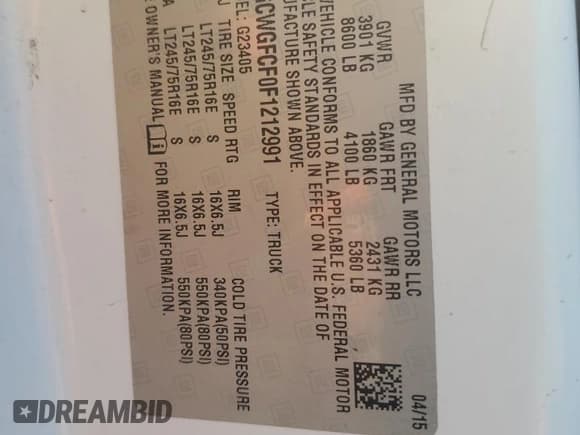 MFD BY GENERAL MOTORS LLC 04/15
GVWR GAWR FRT GAWR RR
3901 KG 1860 KG 2431 KG
8600 LB 4100 LB 5360 LB
VEHICLE CONFORMS TO ALL APPLICABLE U.S. FEDERAL MOTOR
SAFETY STANDARDS IN EFFECT ON THE DATE OF
SHOWN ABOVE.
GCWGFCF0F1212991 TYPE: TRUCK
G23405
TIRE SIZE SPEED RTG RIM COLD TIRE PRESSURE
LT245/75R16E S 16X6.5J 340KPA(50PSI)
LT245/75R16E S 16X6.5J 550KPA(80PSI)
LT245/75R16E S 16X6.5J 550KPA(80PSI)
OWNER'S MANUAL i FOR MORE INFORMATION.
DREAMBID